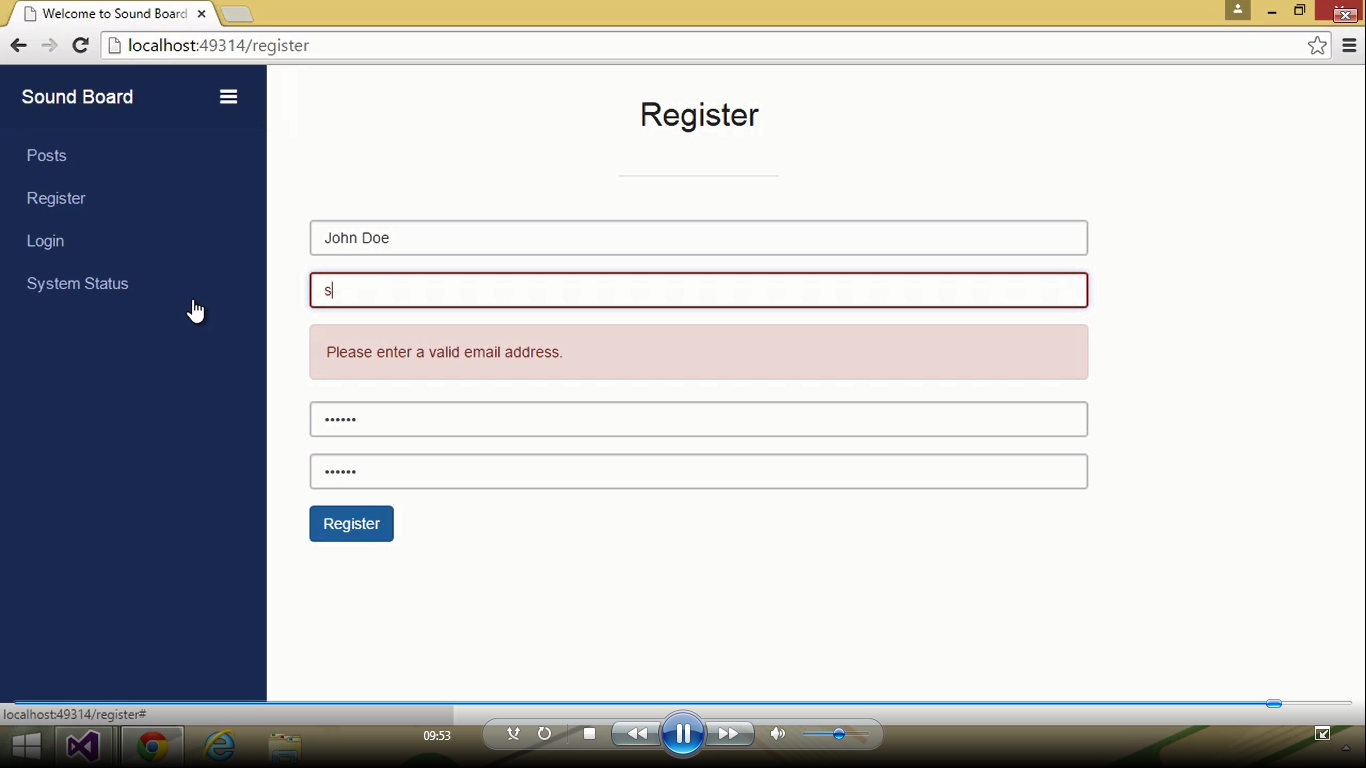 Welcome to Sound Board
localhost:49314/register
Sound Board
Posts
Register
Login
System Status
Register
John Doe
s
Please enter a valid email address.
••••••
••••••
Register
localhost:49314/register#
09:53